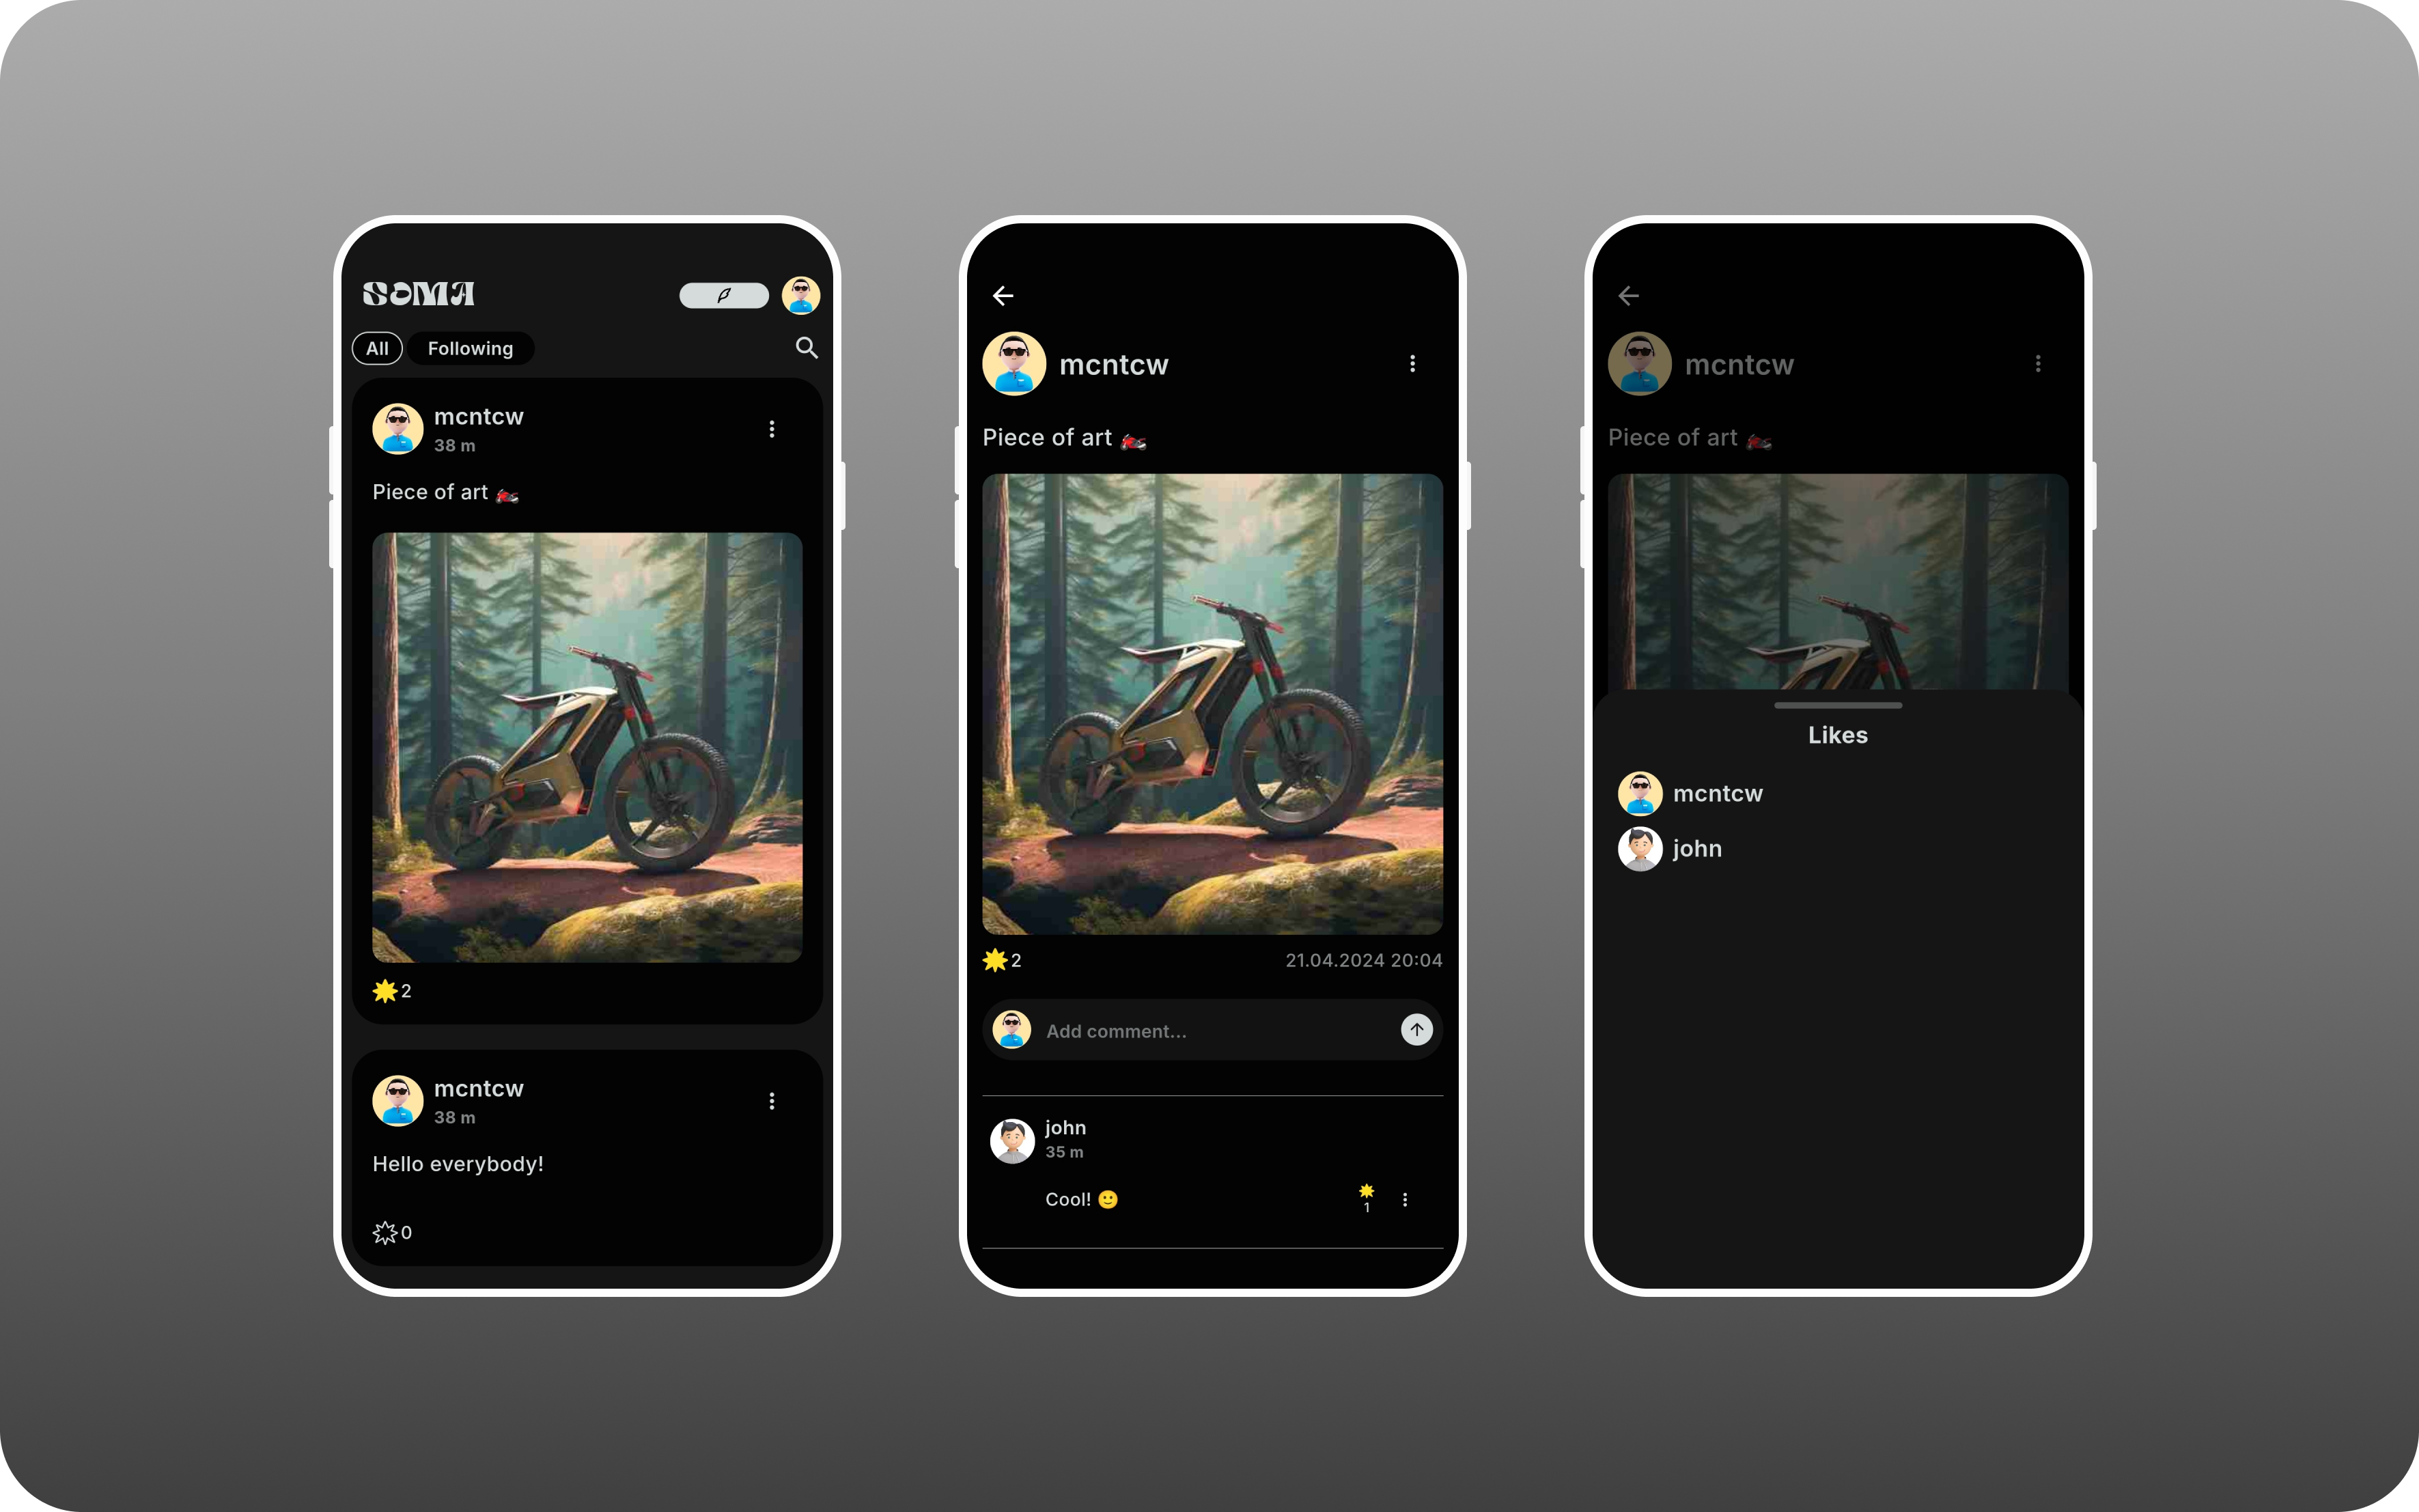 SOMA
All Following
mcntcw
38 m
Piece of art 🏍️
2
mcntcw
38 m
Hello everybody!
0
mcntcw
Piece of art 🏍️
2 21.04.2024 20:04
Add comment...
john
35 m
Cool! 🙂
1
mcntcw
Piece of art 🏍️
Likes
mcntcw
john